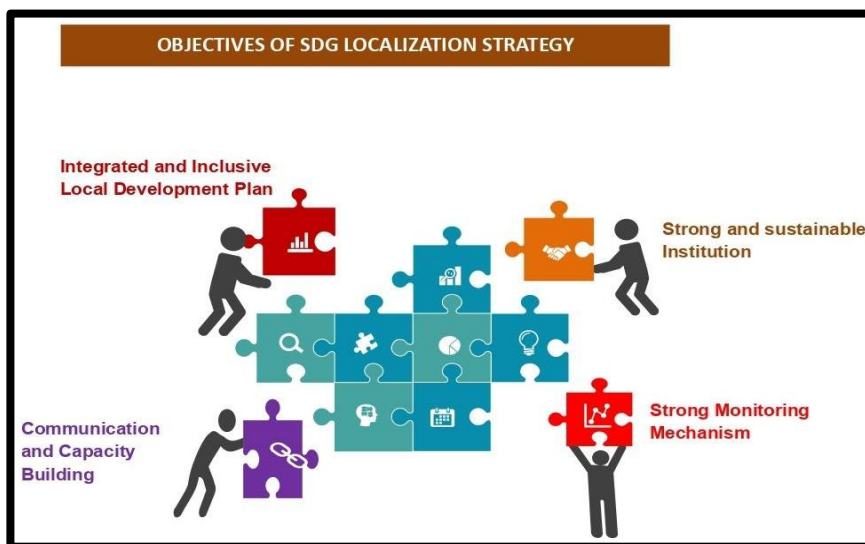 OBJECTIVES OF SDG LOCALIZATION STRATEGY
Integrated and Inclusive
Local Development Plan
Strong and sustainable
Institution
Communication
and Capacity
Building
Strong Monitoring
Mechanism